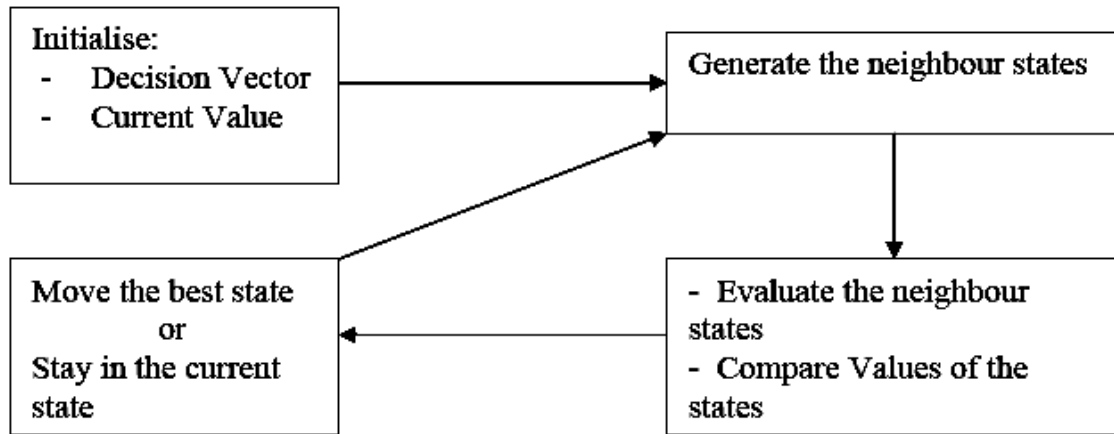 Initialise:
- Decision Vector
- Current Value
Generate the neighbour states
Move the best state
or
Stay in the current
state
- Evaluate the neighbour
states
- Compare Values of the
states